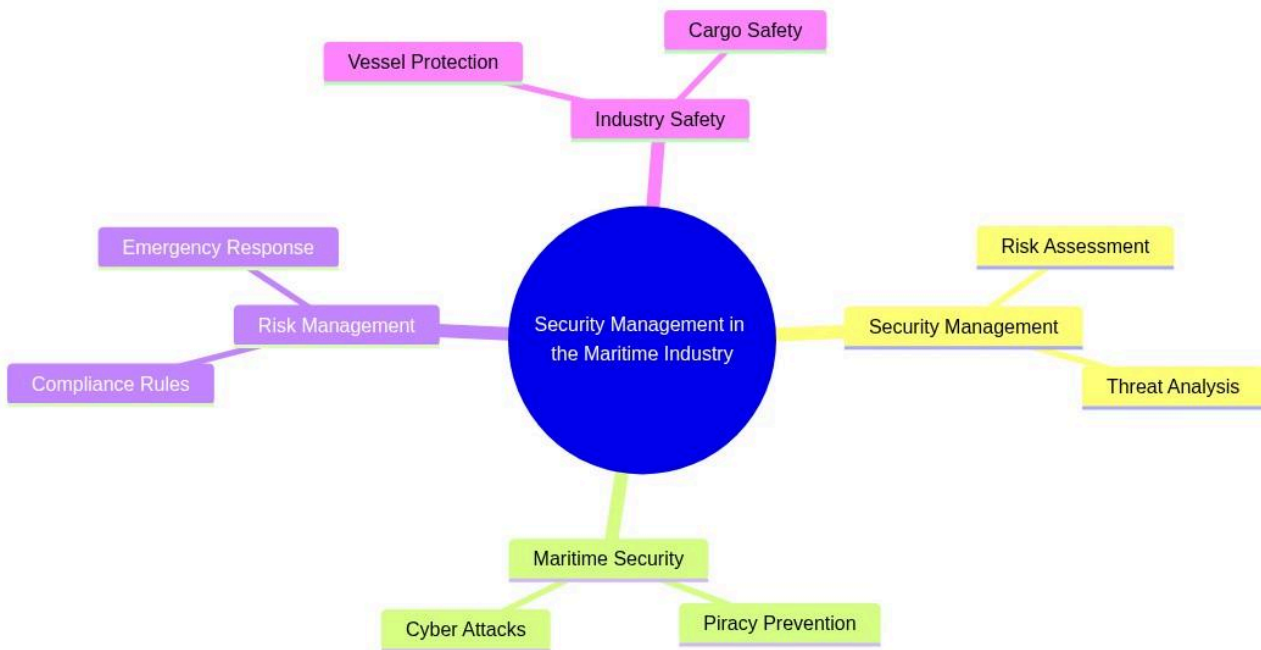 Cargo Safety
Vessel Protection
Industry Safety
Emergency Response
Risk Assessment
Risk Management
Security Management in
the Maritime Industry
Security Management
Compliance Rules
Threat Analysis
Maritime Security
Cyber Attacks
Piracy Prevention